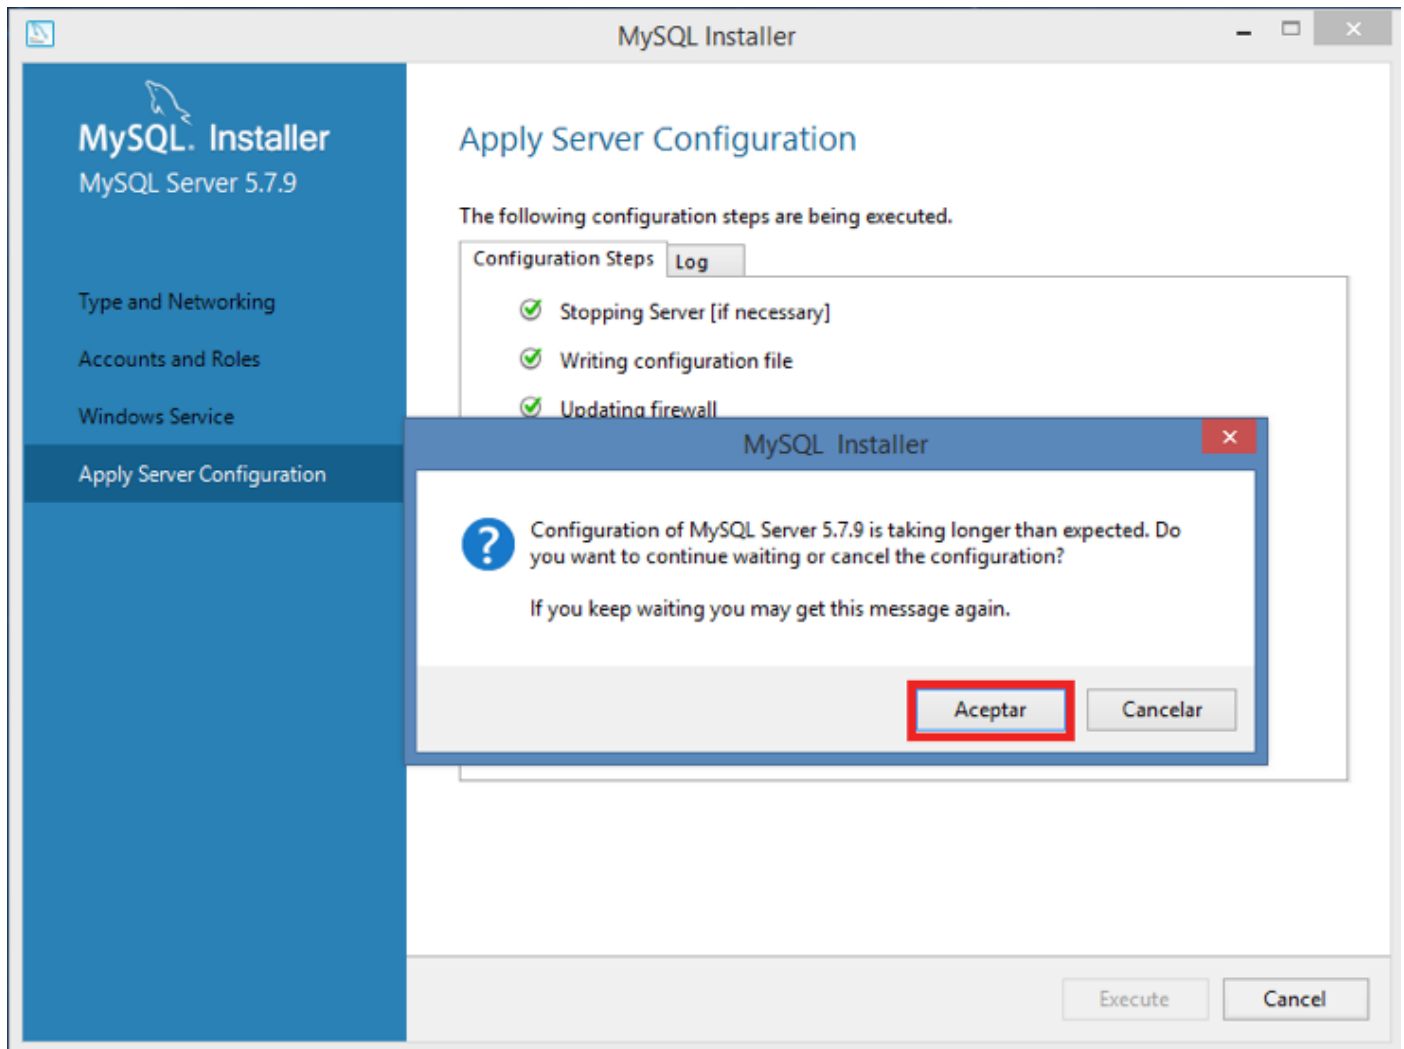 MySQL Installer
MySQL. Installer
MySQL Server 5.7.9
Type and Networking
Accounts and Roles
Windows Service
Apply Server Configuration
Apply Server Configuration
The following configuration steps are being executed.
Configuration Steps
Log
Stopping Server [if necessary]
Writing configuration file
Updating firewall
MySQL Installer
Configuration of MySQL Server 5.7.9 is taking longer than expected. Do
you want to continue waiting or cancel the configuration?
If you keep waiting you may get this message again.
Aceptar
Cancelar
Execute
Cancel